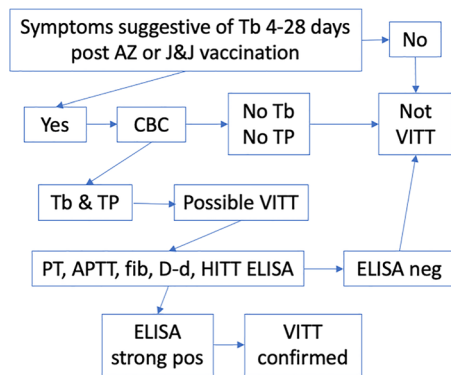 Symptoms suggestive of Tb 4-28 days
post AZ or J&J vaccination
No
Yes
CBC
No Tb
No TP
Not
VITT
Tb & TP
Possible VITT
PT, APTT, fib, D-d, HITT ELISA
ELISA neg
ELISA
strong pos
VITT
confirmed